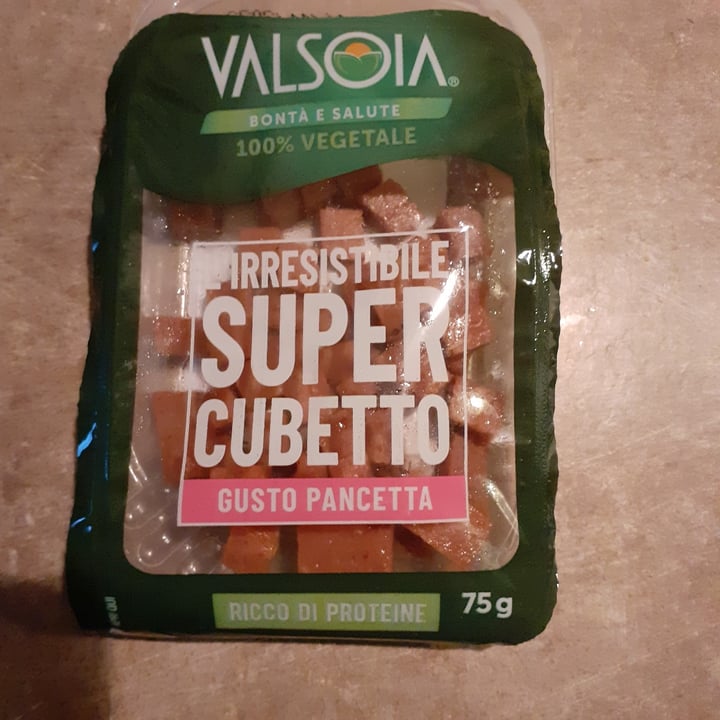 VALSOIA®
BONTÀ E SALUTE
100% VEGETALE
L'IRRESISTIBILE
SUPER
CUBETTO
GUSTO PANCETTA
RICCO DI PROTEINE
75g